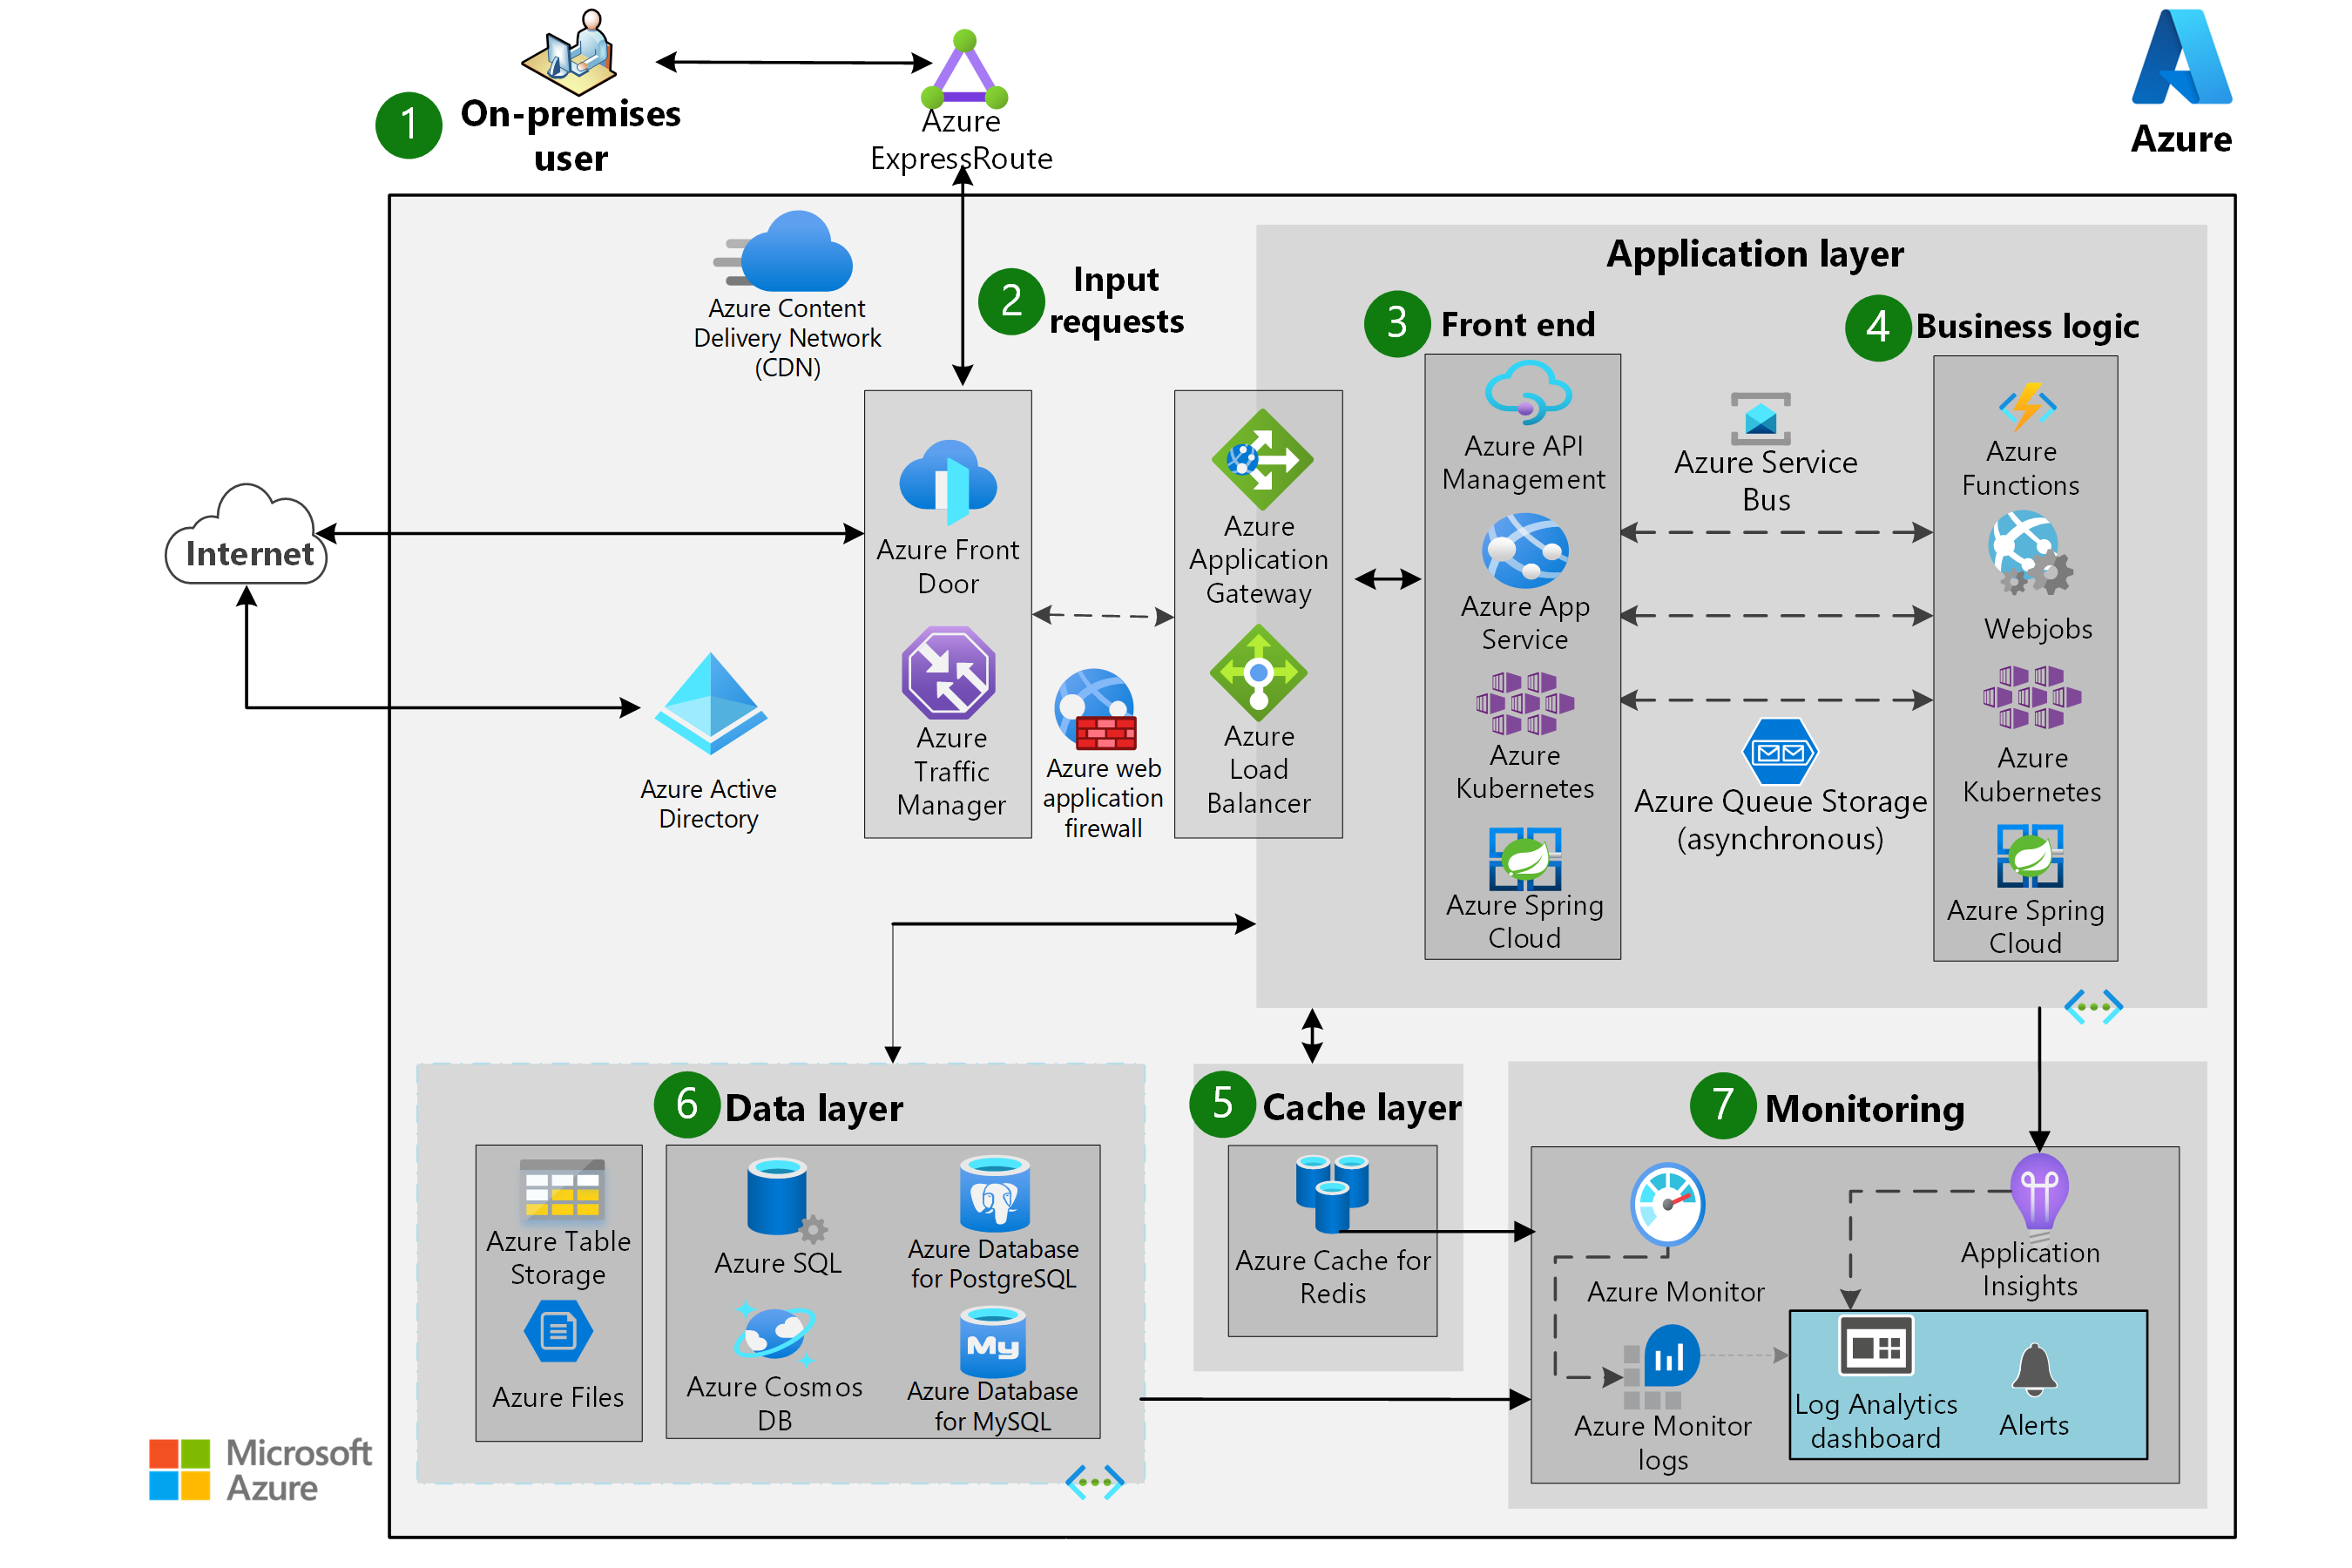 1
On-premises
user
Azure
ExpressRoute
Azure
Azure Content
Delivery Network
(CDN)
2
Input
requests
Application layer
3
Front end
4
Business logic
Internet
Azure Active
Directory
Azure Front
Door
Azure
Traffic
Manager
Azure web
application
firewall
Azure
Application
Gateway
Azure
Load
Balancer
Azure API
Management
Azure App
Service
Azure
Kubernetes
Azure Spring
Cloud
Azure Service
Bus
Azure Queue Storage
(asynchronous)
Azure
Functions
Webjobs
Azure
Kubernetes
Azure Spring
Cloud
6
Data layer
Azure Table
Storage
Azure Files
Azure SQL
Azure Cosmos
DB
Azure Database
for PostgreSQL
My
Azure Database
for MySQL
5
Cache layer
Azure Cache for
Redis
7
Monitoring
Azure Monitor
Azure Monitor
logs
Application
Insights
Log Analytics
dashboard
Alerts
Microsoft
Azure